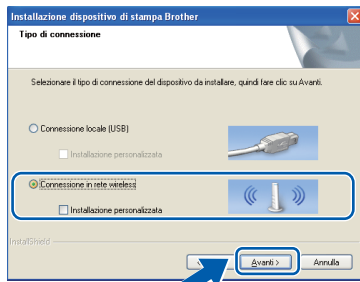 Installazione dispositivo di stampa Brother
Tipo di connessione
Selezionare il tipo di connessione del dispositivo da installare, quindi fare clic su Avanti.
Connessione locale (USB)
Installazione personalizzata
Connessione in rete wireless
Installazione personalizzata
InstallShield
< Avanti > Annulla